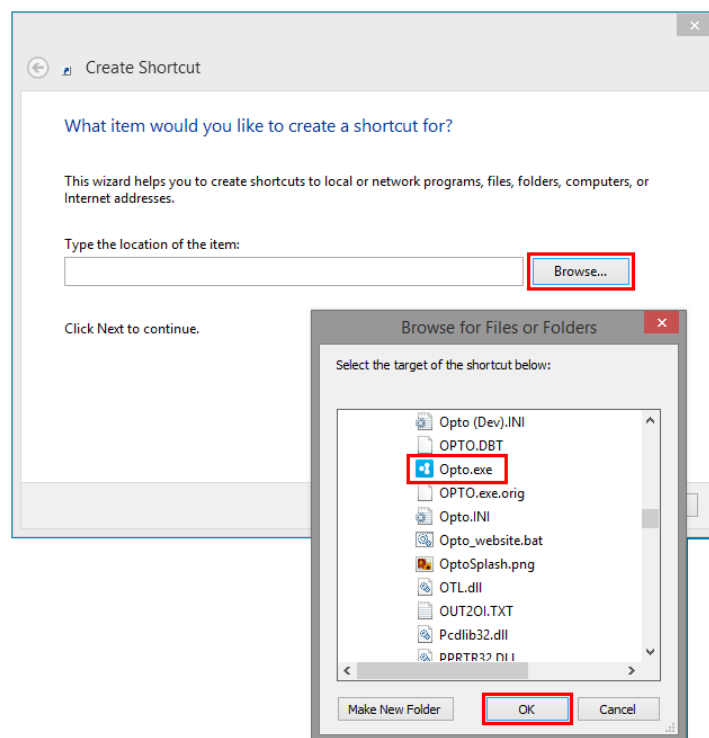 Create Shortcut
What item would you like to create a shortcut for?
This wizard helps you to create shortcuts to local or network programs, files, folders, computers, or
Internet addresses.
Type the location of the item:
Browse...
Click Next to continue.
Browse for Files or Folders
Select the target of the shortcut below:
Opto (Dev).INI
OPTO.DBT
Opto.exe
OPTO.exe.orig
Opto.INI
Opto_website.bat
OptoSplash.png
OTL.dll
OUT2OI.TXT
Pcdlib32.dll
PPRTR32.DLL
Make New Folder OK Cancel